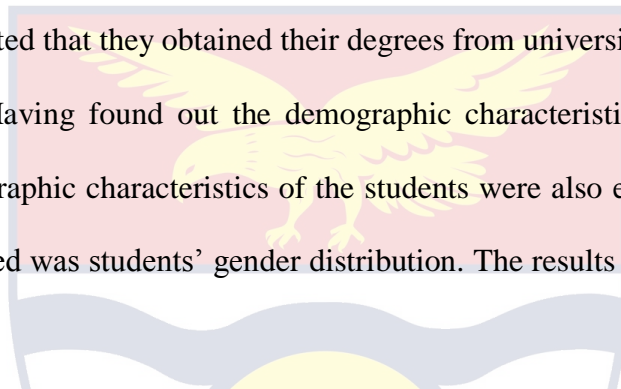 ted that they obtained their degrees from universi
aving found out the demographic characteristi
raphic characteristics of the students were also e
ed was students’ gender distribution. The results